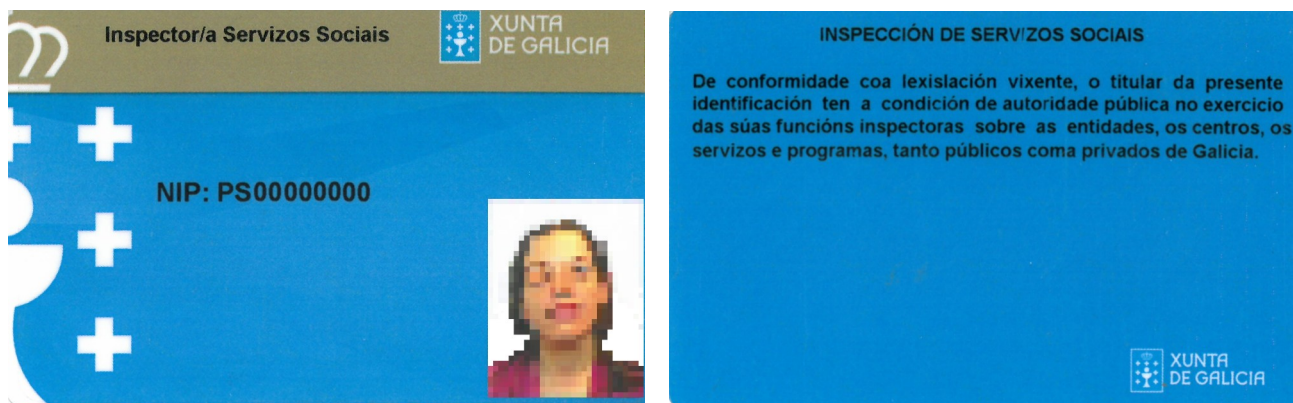 Inspector/a Servizos Sociais
XUNTA
DE GALICIA
NIP: PS00000000
INSPECCIÓN DE SERVIZOS SOCIAIS
De conformidade coa lexislación vixente, o titular da presente
identificación ten a condición de autoridade pública no exercicio
das súas funcións inspectoras sobre as entidades, os centros, os
servizos e programas, tanto públicos coma privados de Galicia.
XUNTA
DE GALICIA